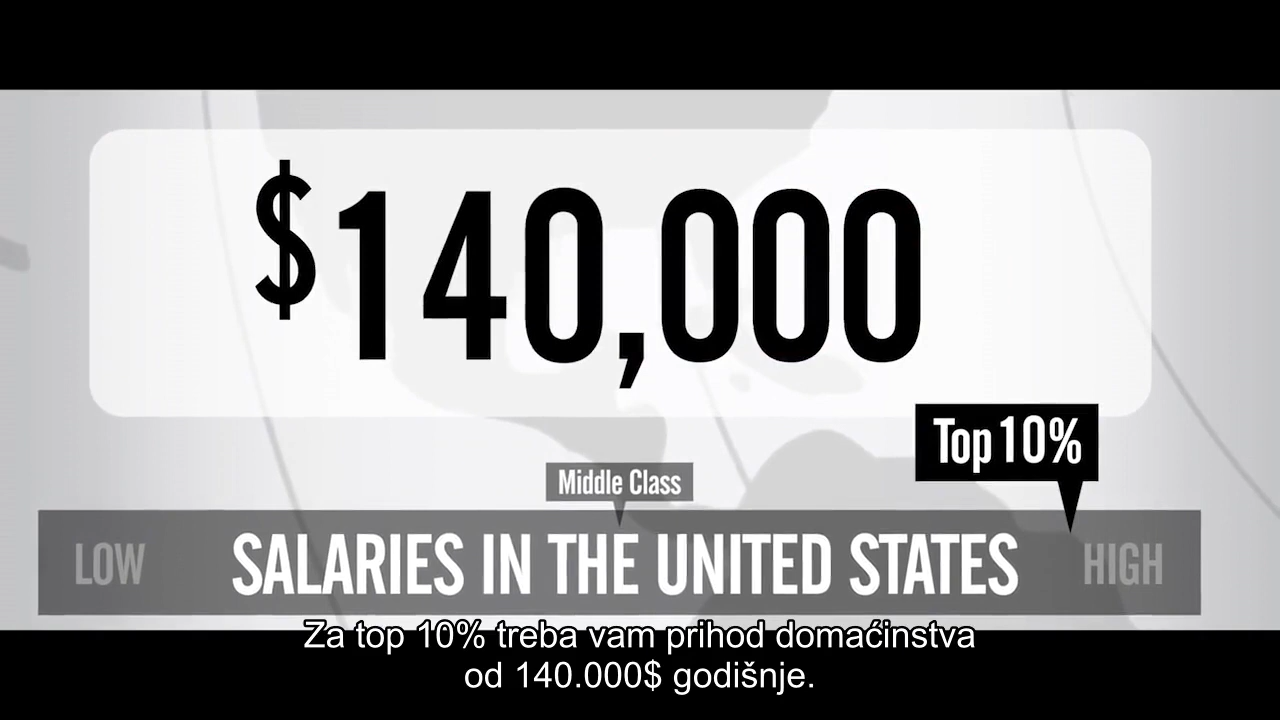 $140,000
Top 10%
Middle Class
LOW
SALARIES IN THE UNITED STATES
HIGH
Za top 10% treba vam prihod domaćinstva
od 140.000$ godišnje.